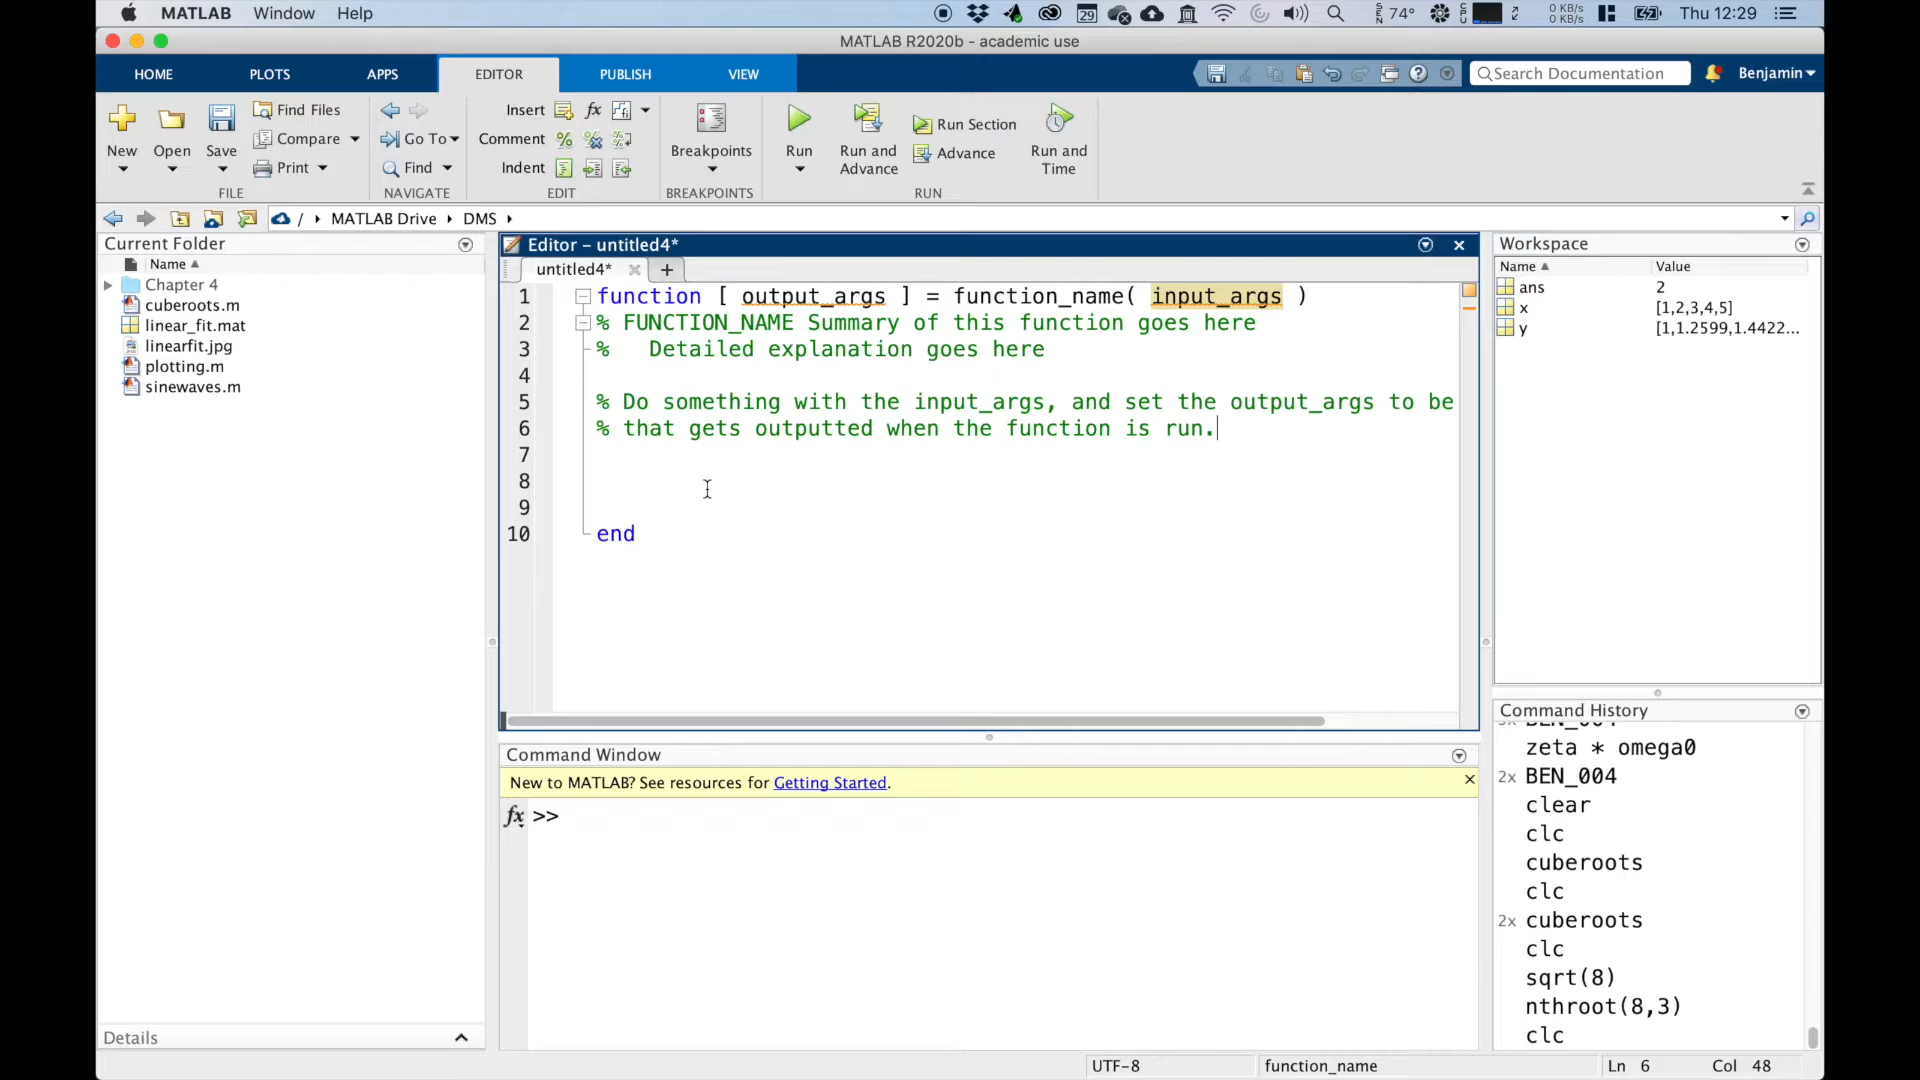 MATLAB Window Help
29 74° 0 KB/s 0 KB/s Thu 12:29
MATLAB R2020b - academic use
HOME PLOTS APPS EDITOR PUBLISH VIEW
Search Documentation Benjamin
New Open Save
Find Files
Compare
Print
FILE
Go To
Find
NAVIGATE
Insert fx
Comment
Indent
EDIT
Breakpoints
BREAKPOINTS
Run
Run and Advance
Run Section
Advance
Run and Time
RUN
/ MATLAB Drive DMS
Current Folder
Name
Chapter 4
cuberoots.m
linear_fit.mat
linearfit.jpg
plotting.m
sinewaves.m
Details
Editor - untitled4*
untitled4* +
1 function [ output_args ] = function_name( input_args )
2 % FUNCTION_NAME Summary of this function goes here
3 %   Detailed explanation goes here
4
5 % Do something with the input_args, and set the output_args to be
6 % that gets outputted when the function is run.
7
8
9
10 end
Command Window
New to MATLAB? See resources for Getting Started.
fx >>
Workspace
Name Value
ans 2
x [1,2,3,4,5]
y [1,1.2599,1.4422...
Command History
BEN_004
zeta * omega0
2x BEN_004
clear
clc
cuberoots
clc
2x cuberoots
clc
sqrt(8)
nthroot(8,3)
clc
UTF-8 function_name Ln 6 Col 48